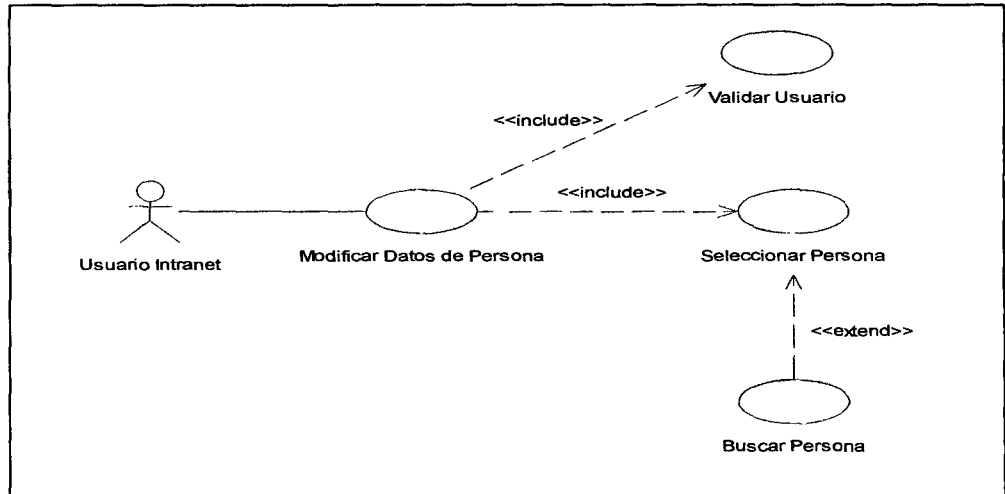 Validar Usuario
<<include>>
<<include>>
Usuario Intranet
Modificar Datos de Persona
Seleccionar Persona
<<extend>>
Buscar Persona